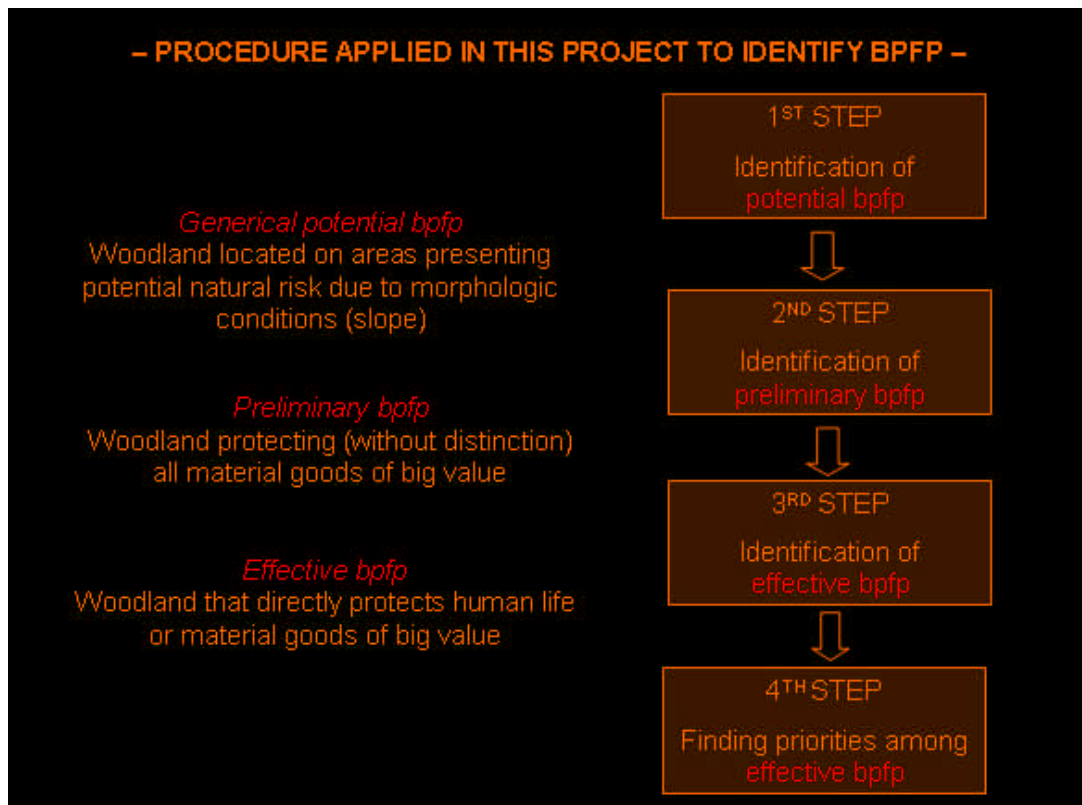 – PROCEDURE APPLIED IN THIS PROJECT TO IDENTIFY BPFP –
1ST STEP
Identification of
potential bpfp
Generical potential bpfp
Woodland located on areas presenting
potential natural risk due to morphologic
conditions (slope)
2ND STEP
Identification of
preliminary bpfp
Preliminary bpfp
Woodland protecting (without distinction)
all material goods of big value
3RD STEP
Identification of
effective bpfp
Effective bpfp
Woodland that directly protects human life
or material goods of big value
4TH STEP
Finding priorities among
effective bpfp